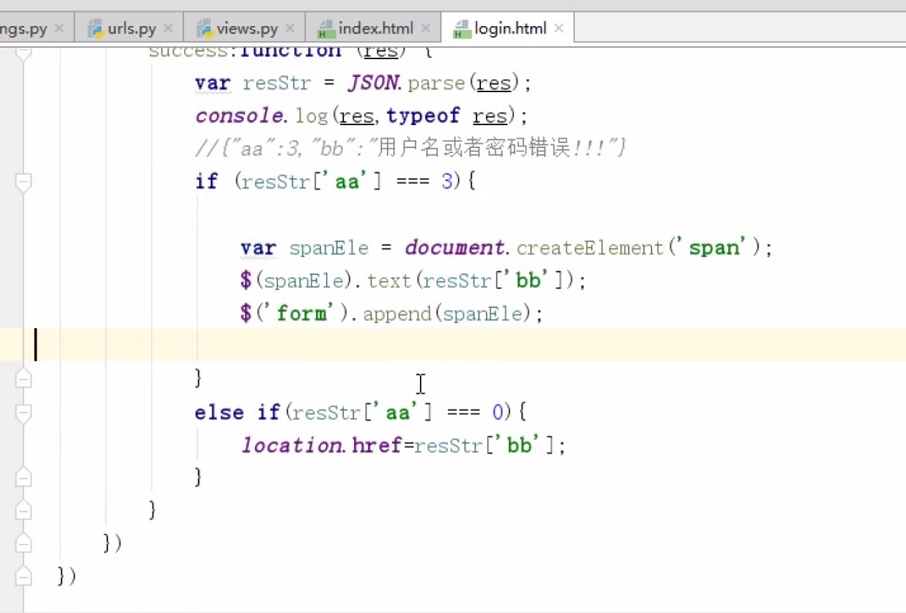 ngs.py urls.py views.py index.html login.html
success:function (res) {
var resStr = JSON.parse(res);
console.log(res,typeof res);
//{"aa":3,"bb":"用户名或者密码错误!!!"}
if (resStr['aa'] === 3){
var spanEle = document.createElement('span');
$(spanEle).text(resStr['bb']);
$('form').append(spanEle);
}
else if(resStr['aa'] === 0){
location.href=resStr['bb'];
}
}
})
})